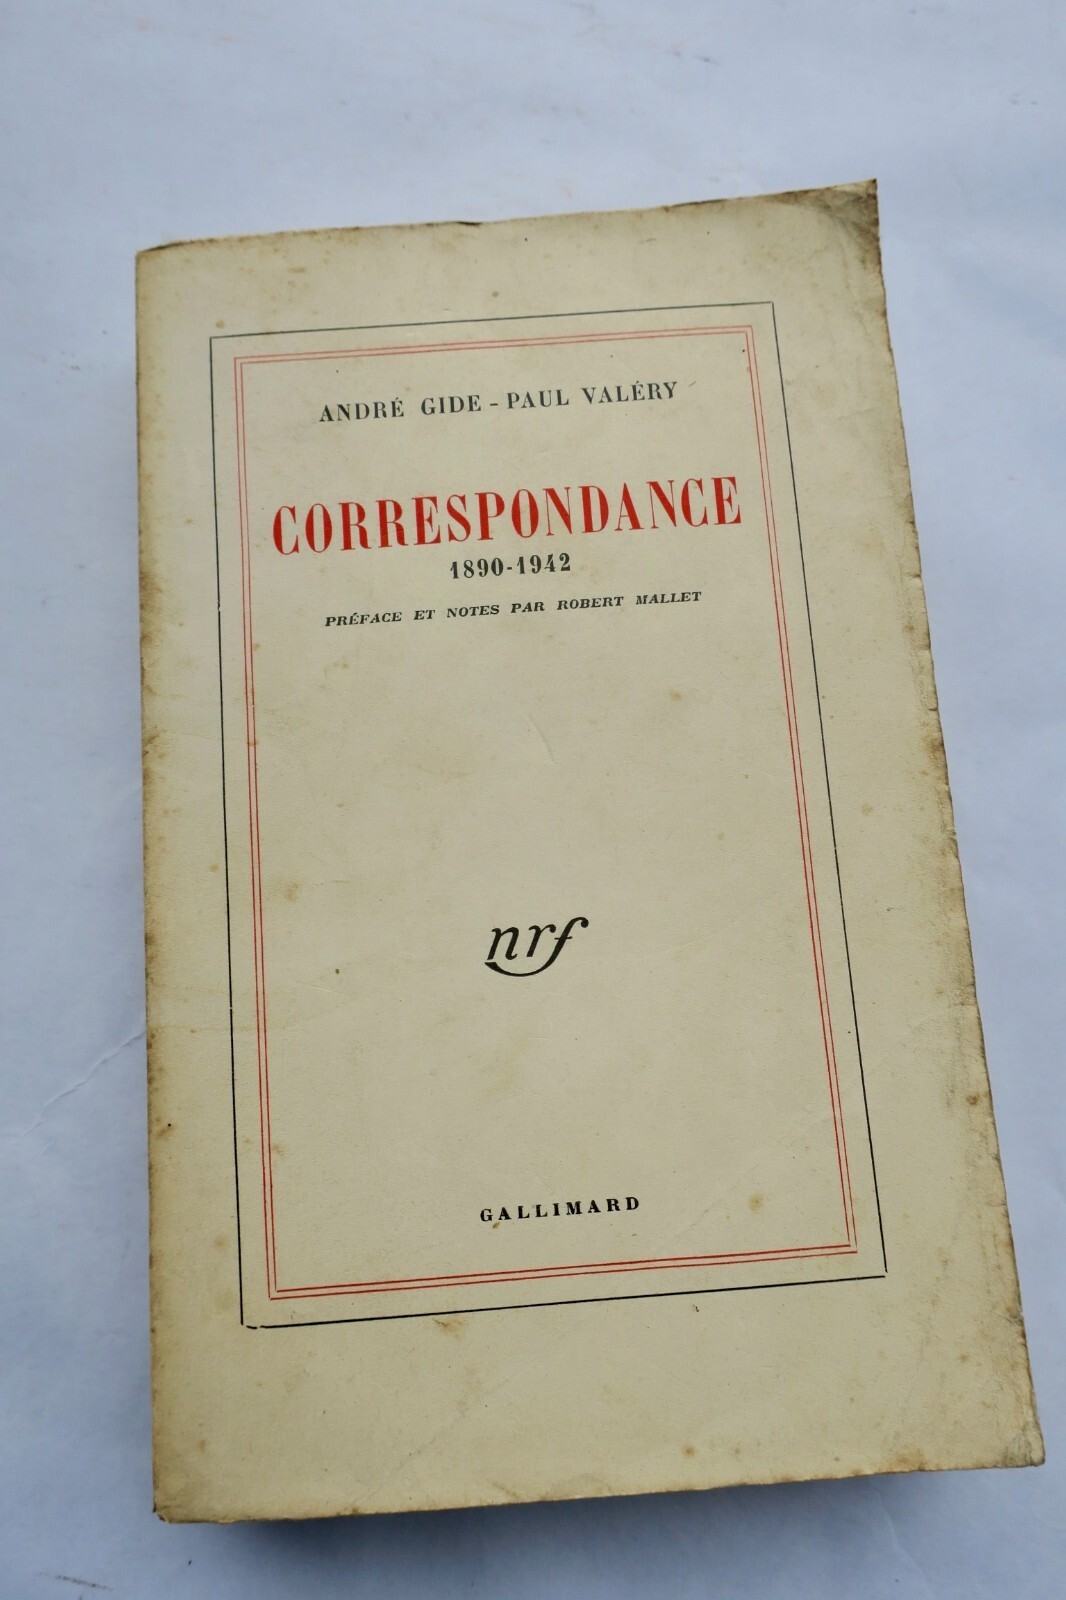 ANDRÉ GIDE - PAUL VALÉRY
CORRESPONDANCE
1890-1942
PRÉFACE ET NOTES PAR ROBERT MALLET
nrf
GALLIMARD